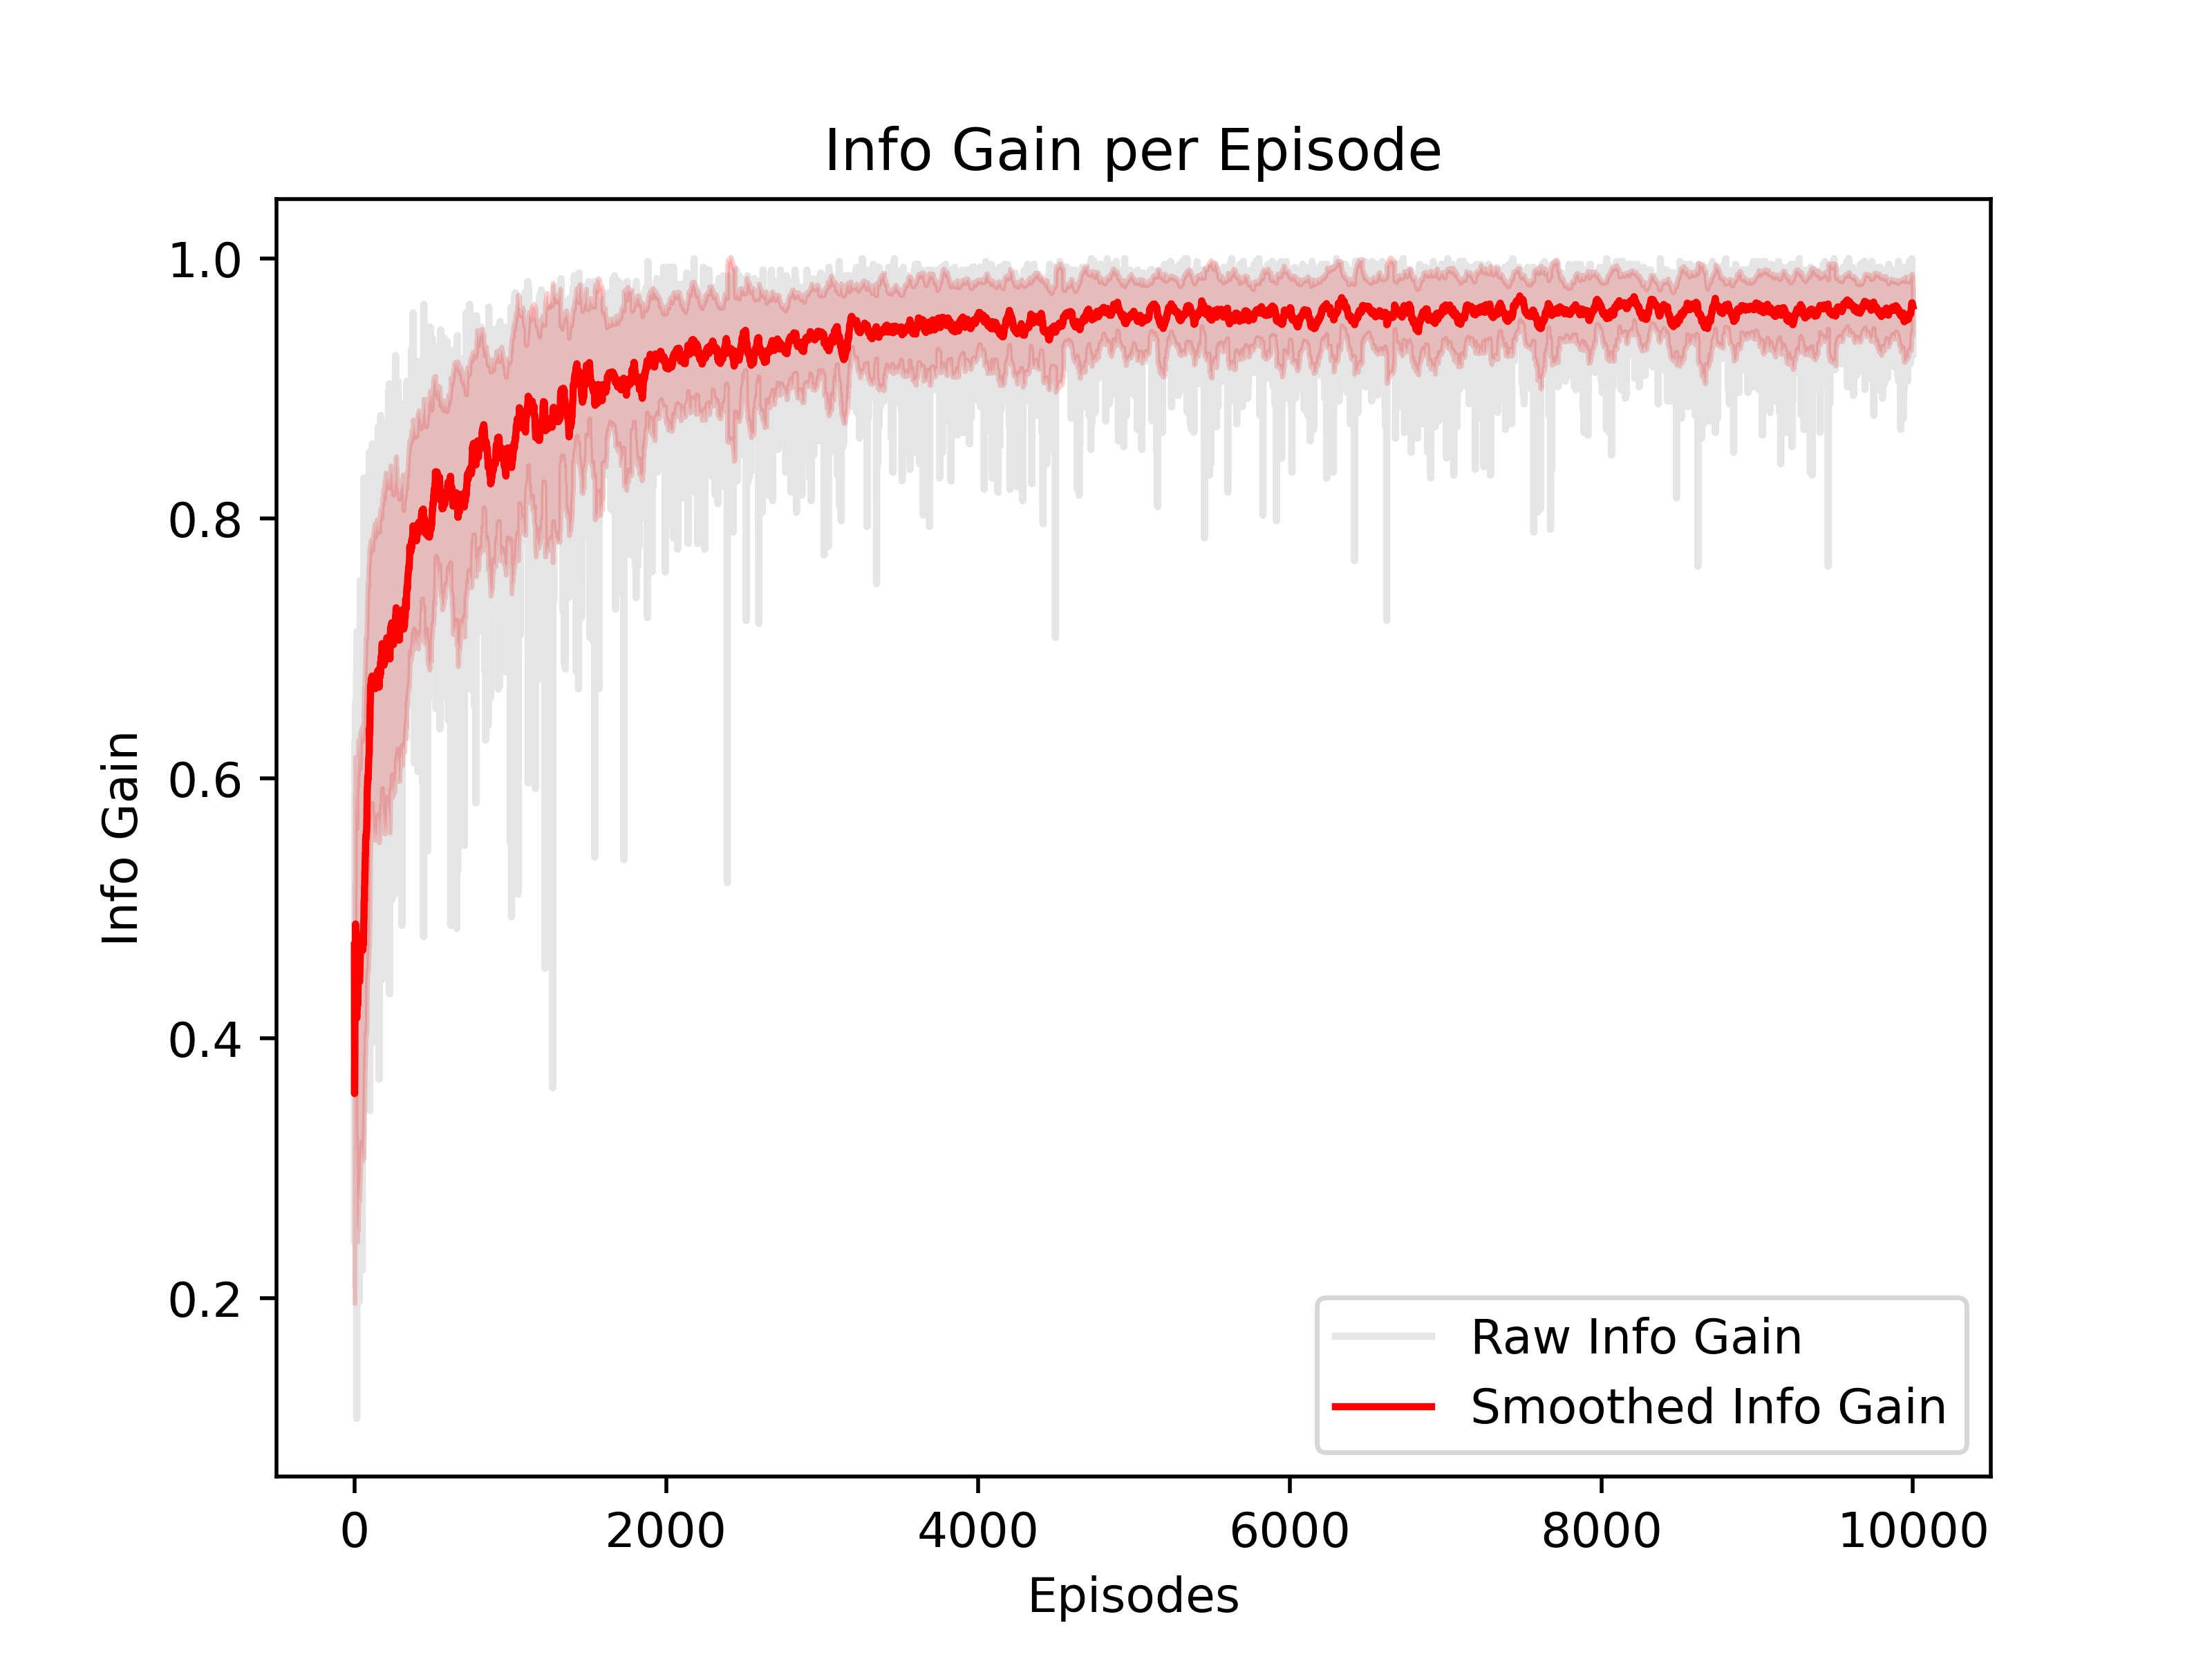 Info Gain per Episode
1.0
0.8
0.6
0.4
0.2
Info Gain
Raw Info Gain
Smoothed Info Gain
0 2000 4000 6000 8000 10000
Episodes